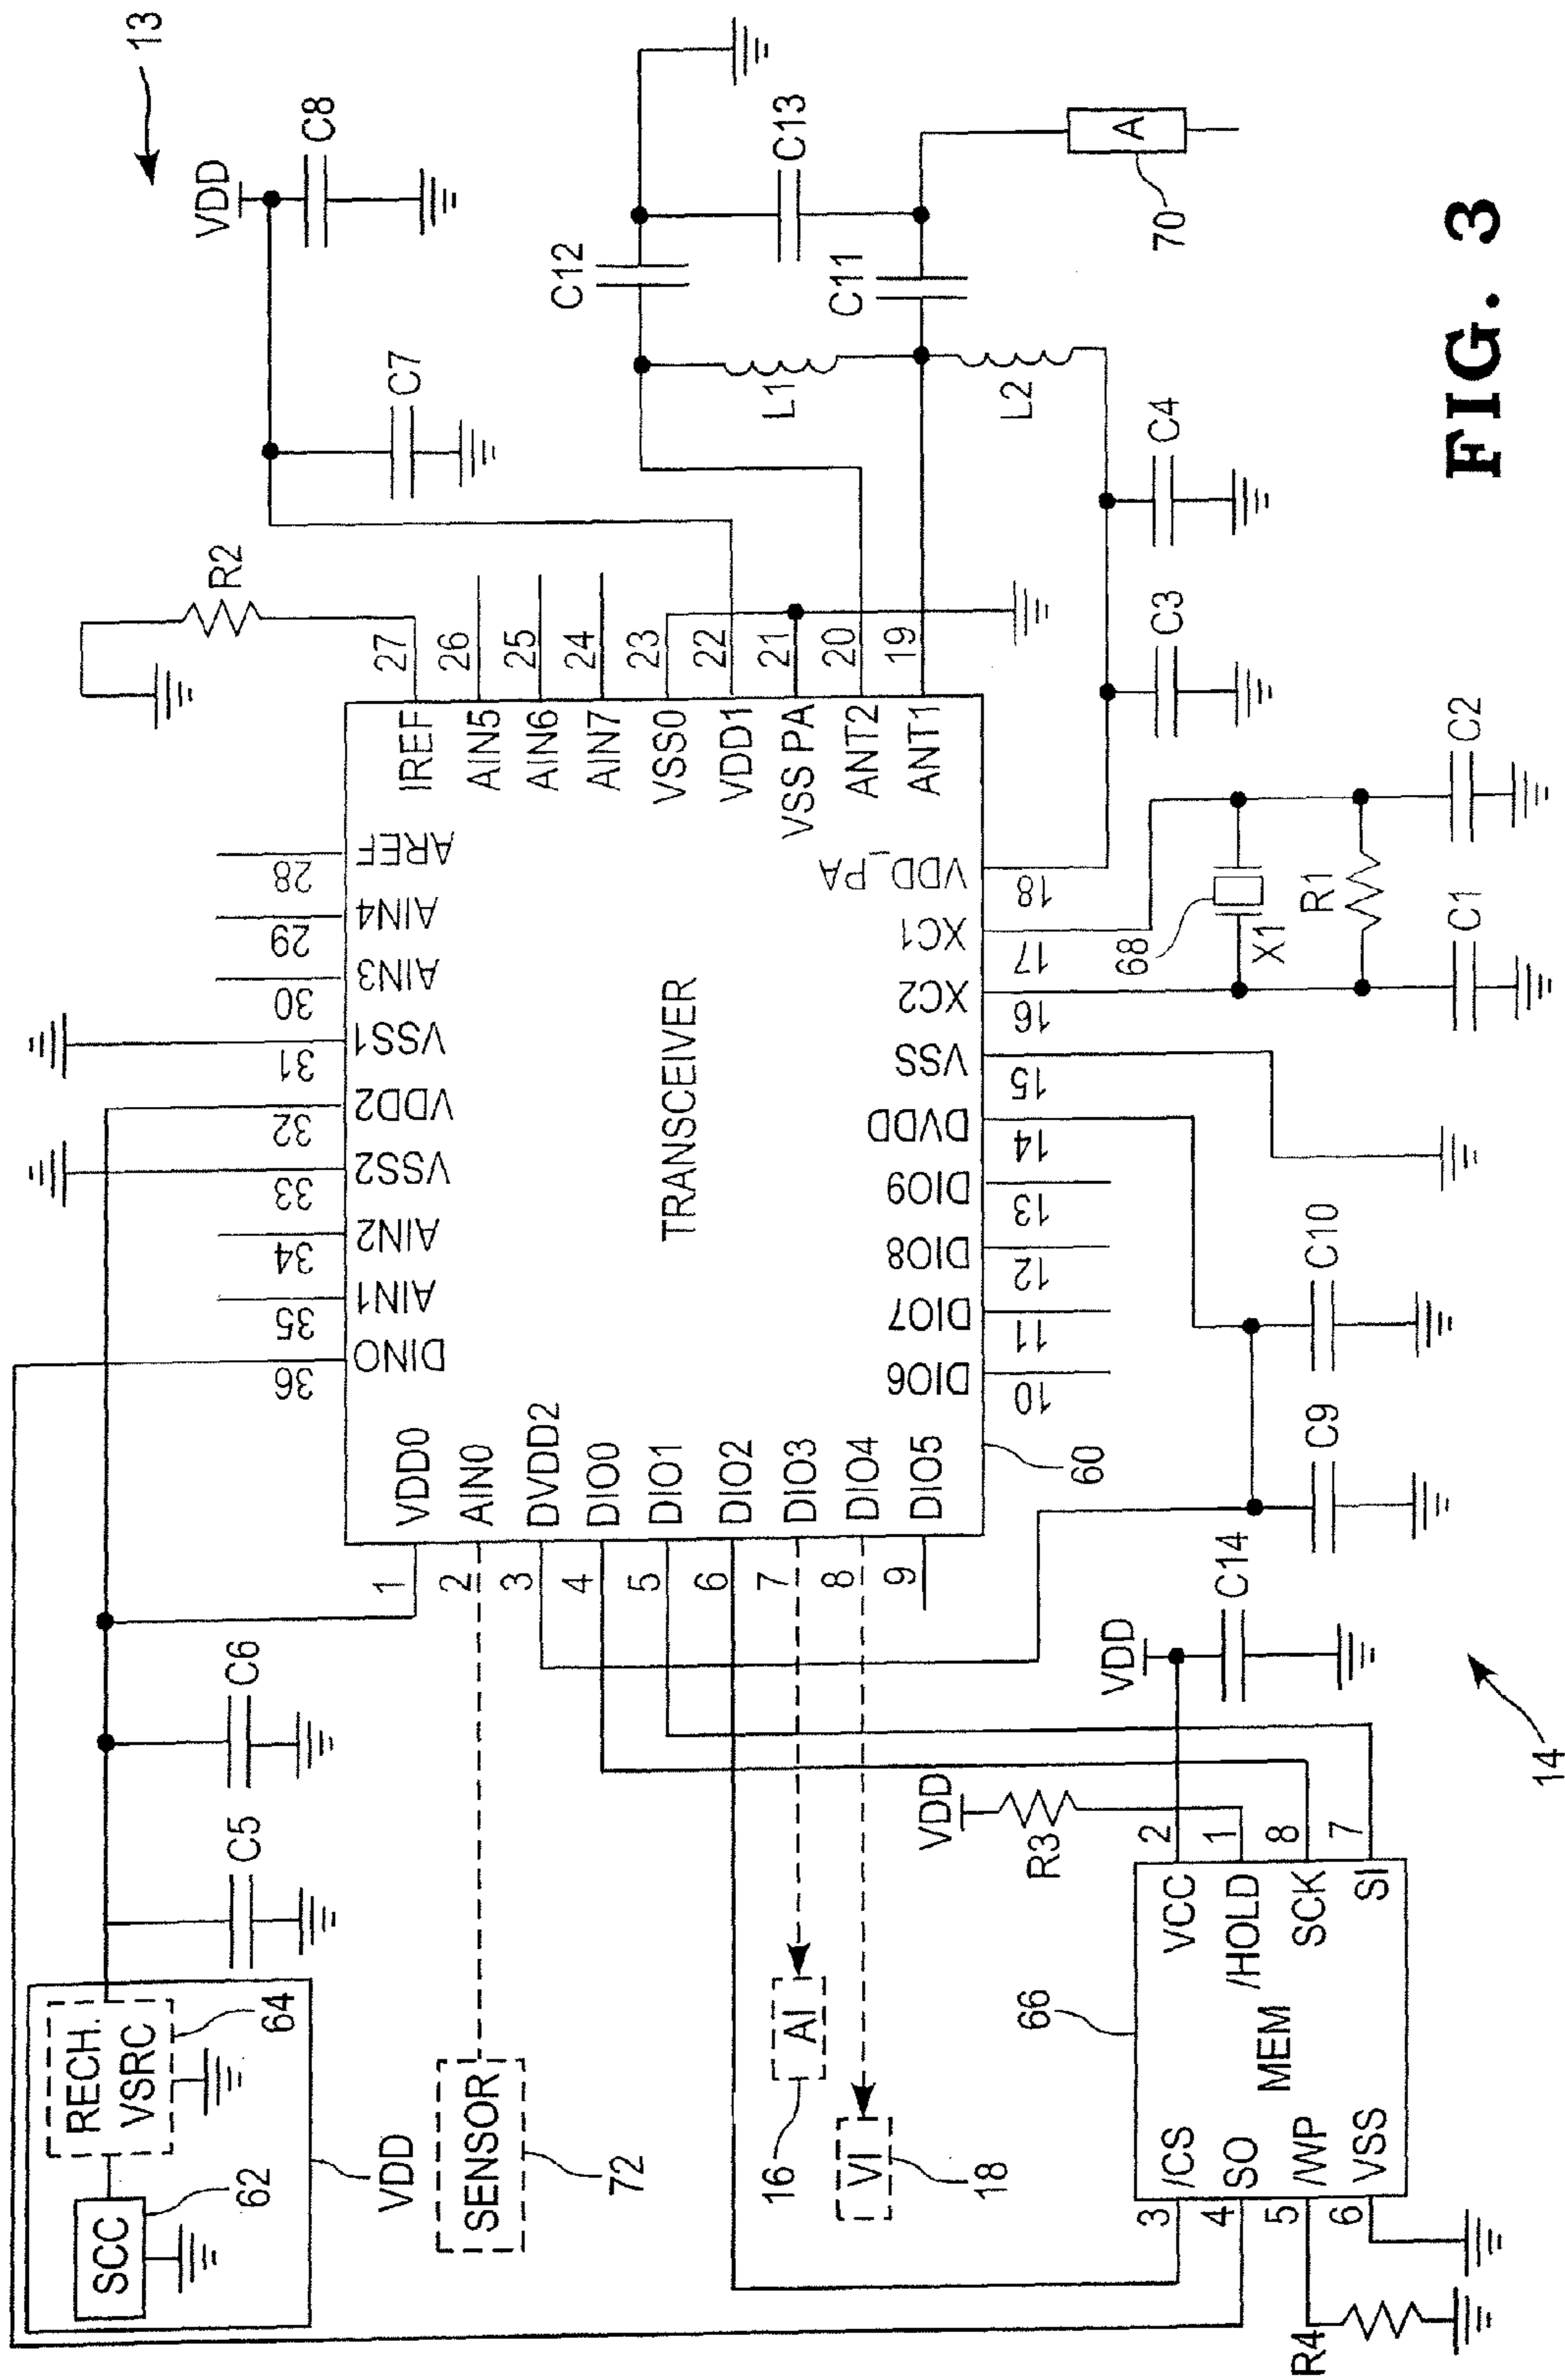 13
VDD
C8
C7
R2
C12
C13
C11
L1
L2
A
70
C4
C3
C2
C1
68
X1
R1
27
26
25
24
23
22
21
20
19
IREF
AIN5
AIN6
AIN7
VSS0
VDD1
VSS PA
ANT2
ANT1
28 AREF
29 AIN4
30 AIN3
31 VSS1
32 VDD2
33 VSS2
34 AIN2
35 AIN1
36 DINO
TRANSCEIVER
VDD_PA 18
XC1 17
XC2 16
VSS 15
DVDD 14
DIO9 13
DIO8 12
DIO7 11
DIO6 10
VDD0
AIN0
DVDD2
DIO0
DIO1
DIO2
DIO3
DIO4
DIO5
1
2
3
4
5
6
7
8
9
60
C10
C9
C14
VDD
C6
C5
RECH.
VSRC
64
SCC
62
VDD
SENSOR
72
AI
16
VI
18
VDD
R3
66
2
1
8
7
VCC
/HOLD
SCK
SI
MEM
/CS
SO
/WP
VSS
3
4
5
6
R4
14
FIG. 3